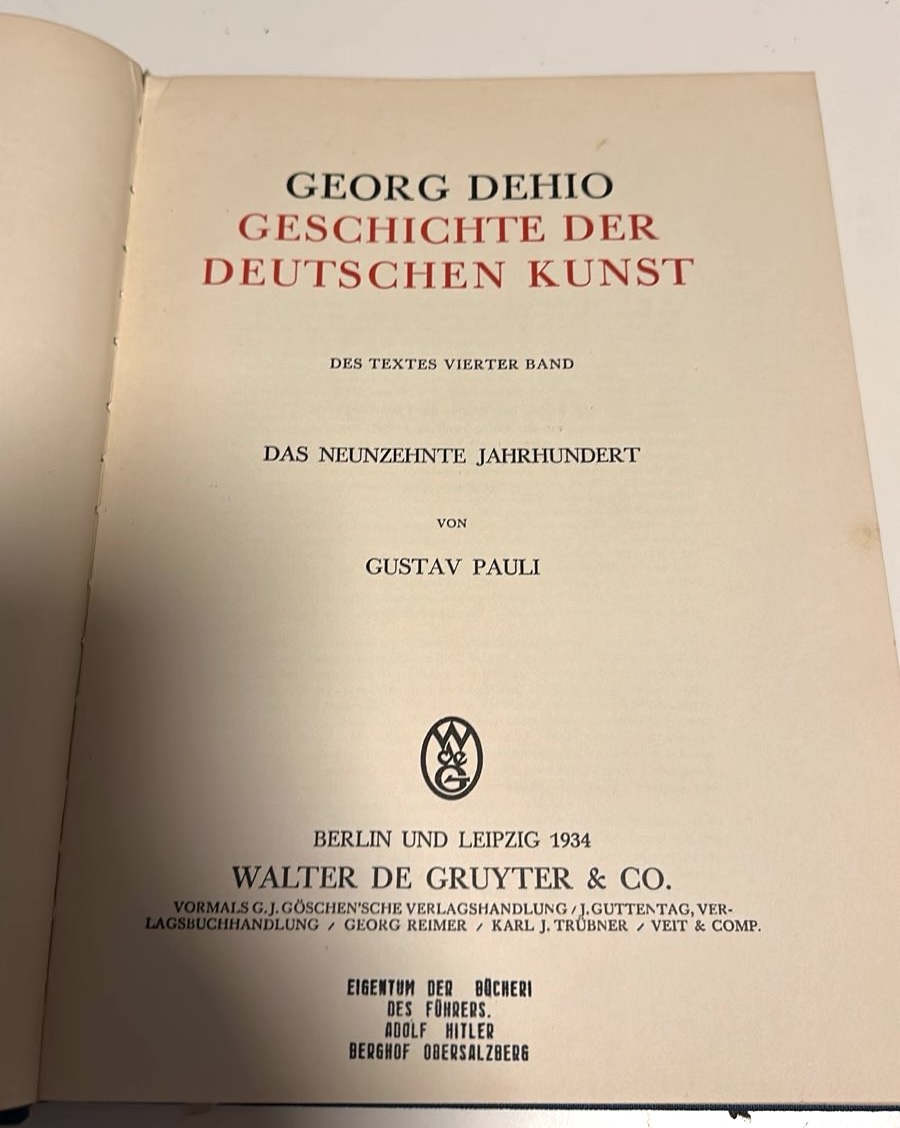 GEORG DEHIO
GESCHICHTE DER
DEUTSCHEN KUNST
DES TEXTES VIERTER BAND
DAS NEUNZEHNTE JAHRHUNDERT
VON
GUSTAV PAULI
W
de
G
BERLIN UND LEIPZIG 1934
WALTER DE GRUYTER & CO.
VORMALS G. J. GÖSCHEN'SCHE VERLAGSHANDLUNG / J. GUTTENTAG, VER-
LAGSBUCHHANDLUNG / GEORG REIMER / KARL J. TRÜBNER / VEIT & COMP.
EIGENTUM DER BÜCHERI
DES FÜHRERS.
ADOLF HITLER
BERGHOF OBERSALZBERG